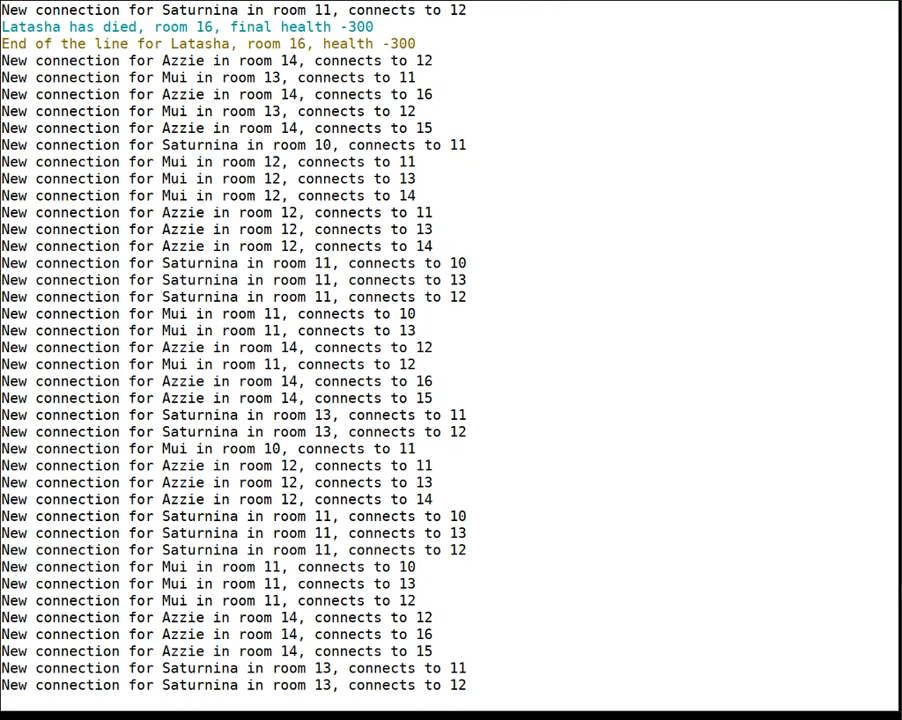 New connection for Saturnina in room 11, connects to 12
Latasha has died, room 16, final health -300
End of the line for Latasha, room 16, health -300
New connection for Azzie in room 14, connects to 12
New connection for Mui in room 13, connects to 11
New connection for Azzie in room 14, connects to 16
New connection for Mui in room 13, connects to 12
New connection for Azzie in room 14, connects to 15
New connection for Saturnina in room 10, connects to 11
New connection for Mui in room 12, connects to 11
New connection for Mui in room 12, connects to 13
New connection for Mui in room 12, connects to 14
New connection for Azzie in room 12, connects to 11
New connection for Azzie in room 12, connects to 13
New connection for Azzie in room 12, connects to 14
New connection for Saturnina in room 11, connects to 10
New connection for Saturnina in room 11, connects to 13
New connection for Saturnina in room 11, connects to 12
New connection for Mui in room 11, connects to 10
New connection for Mui in room 11, connects to 13
New connection for Azzie in room 14, connects to 12
New connection for Mui in room 11, connects to 12
New connection for Azzie in room 14, connects to 16
New connection for Azzie in room 14, connects to 15
New connection for Saturnina in room 13, connects to 11
New connection for Saturnina in room 13, connects to 12
New connection for Mui in room 10, connects to 11
New connection for Azzie in room 12, connects to 11
New connection for Azzie in room 12, connects to 13
New connection for Azzie in room 12, connects to 14
New connection for Saturnina in room 11, connects to 10
New connection for Saturnina in room 11, connects to 13
New connection for Saturnina in room 11, connects to 12
New connection for Mui in room 11, connects to 10
New connection for Mui in room 11, connects to 13
New connection for Mui in room 11, connects to 12
New connection for Azzie in room 14, connects to 12
New connection for Azzie in room 14, connects to 16
New connection for Azzie in room 14, connects to 15
New connection for Saturnina in room 13, connects to 11
New connection for Saturnina in room 13, connects to 12